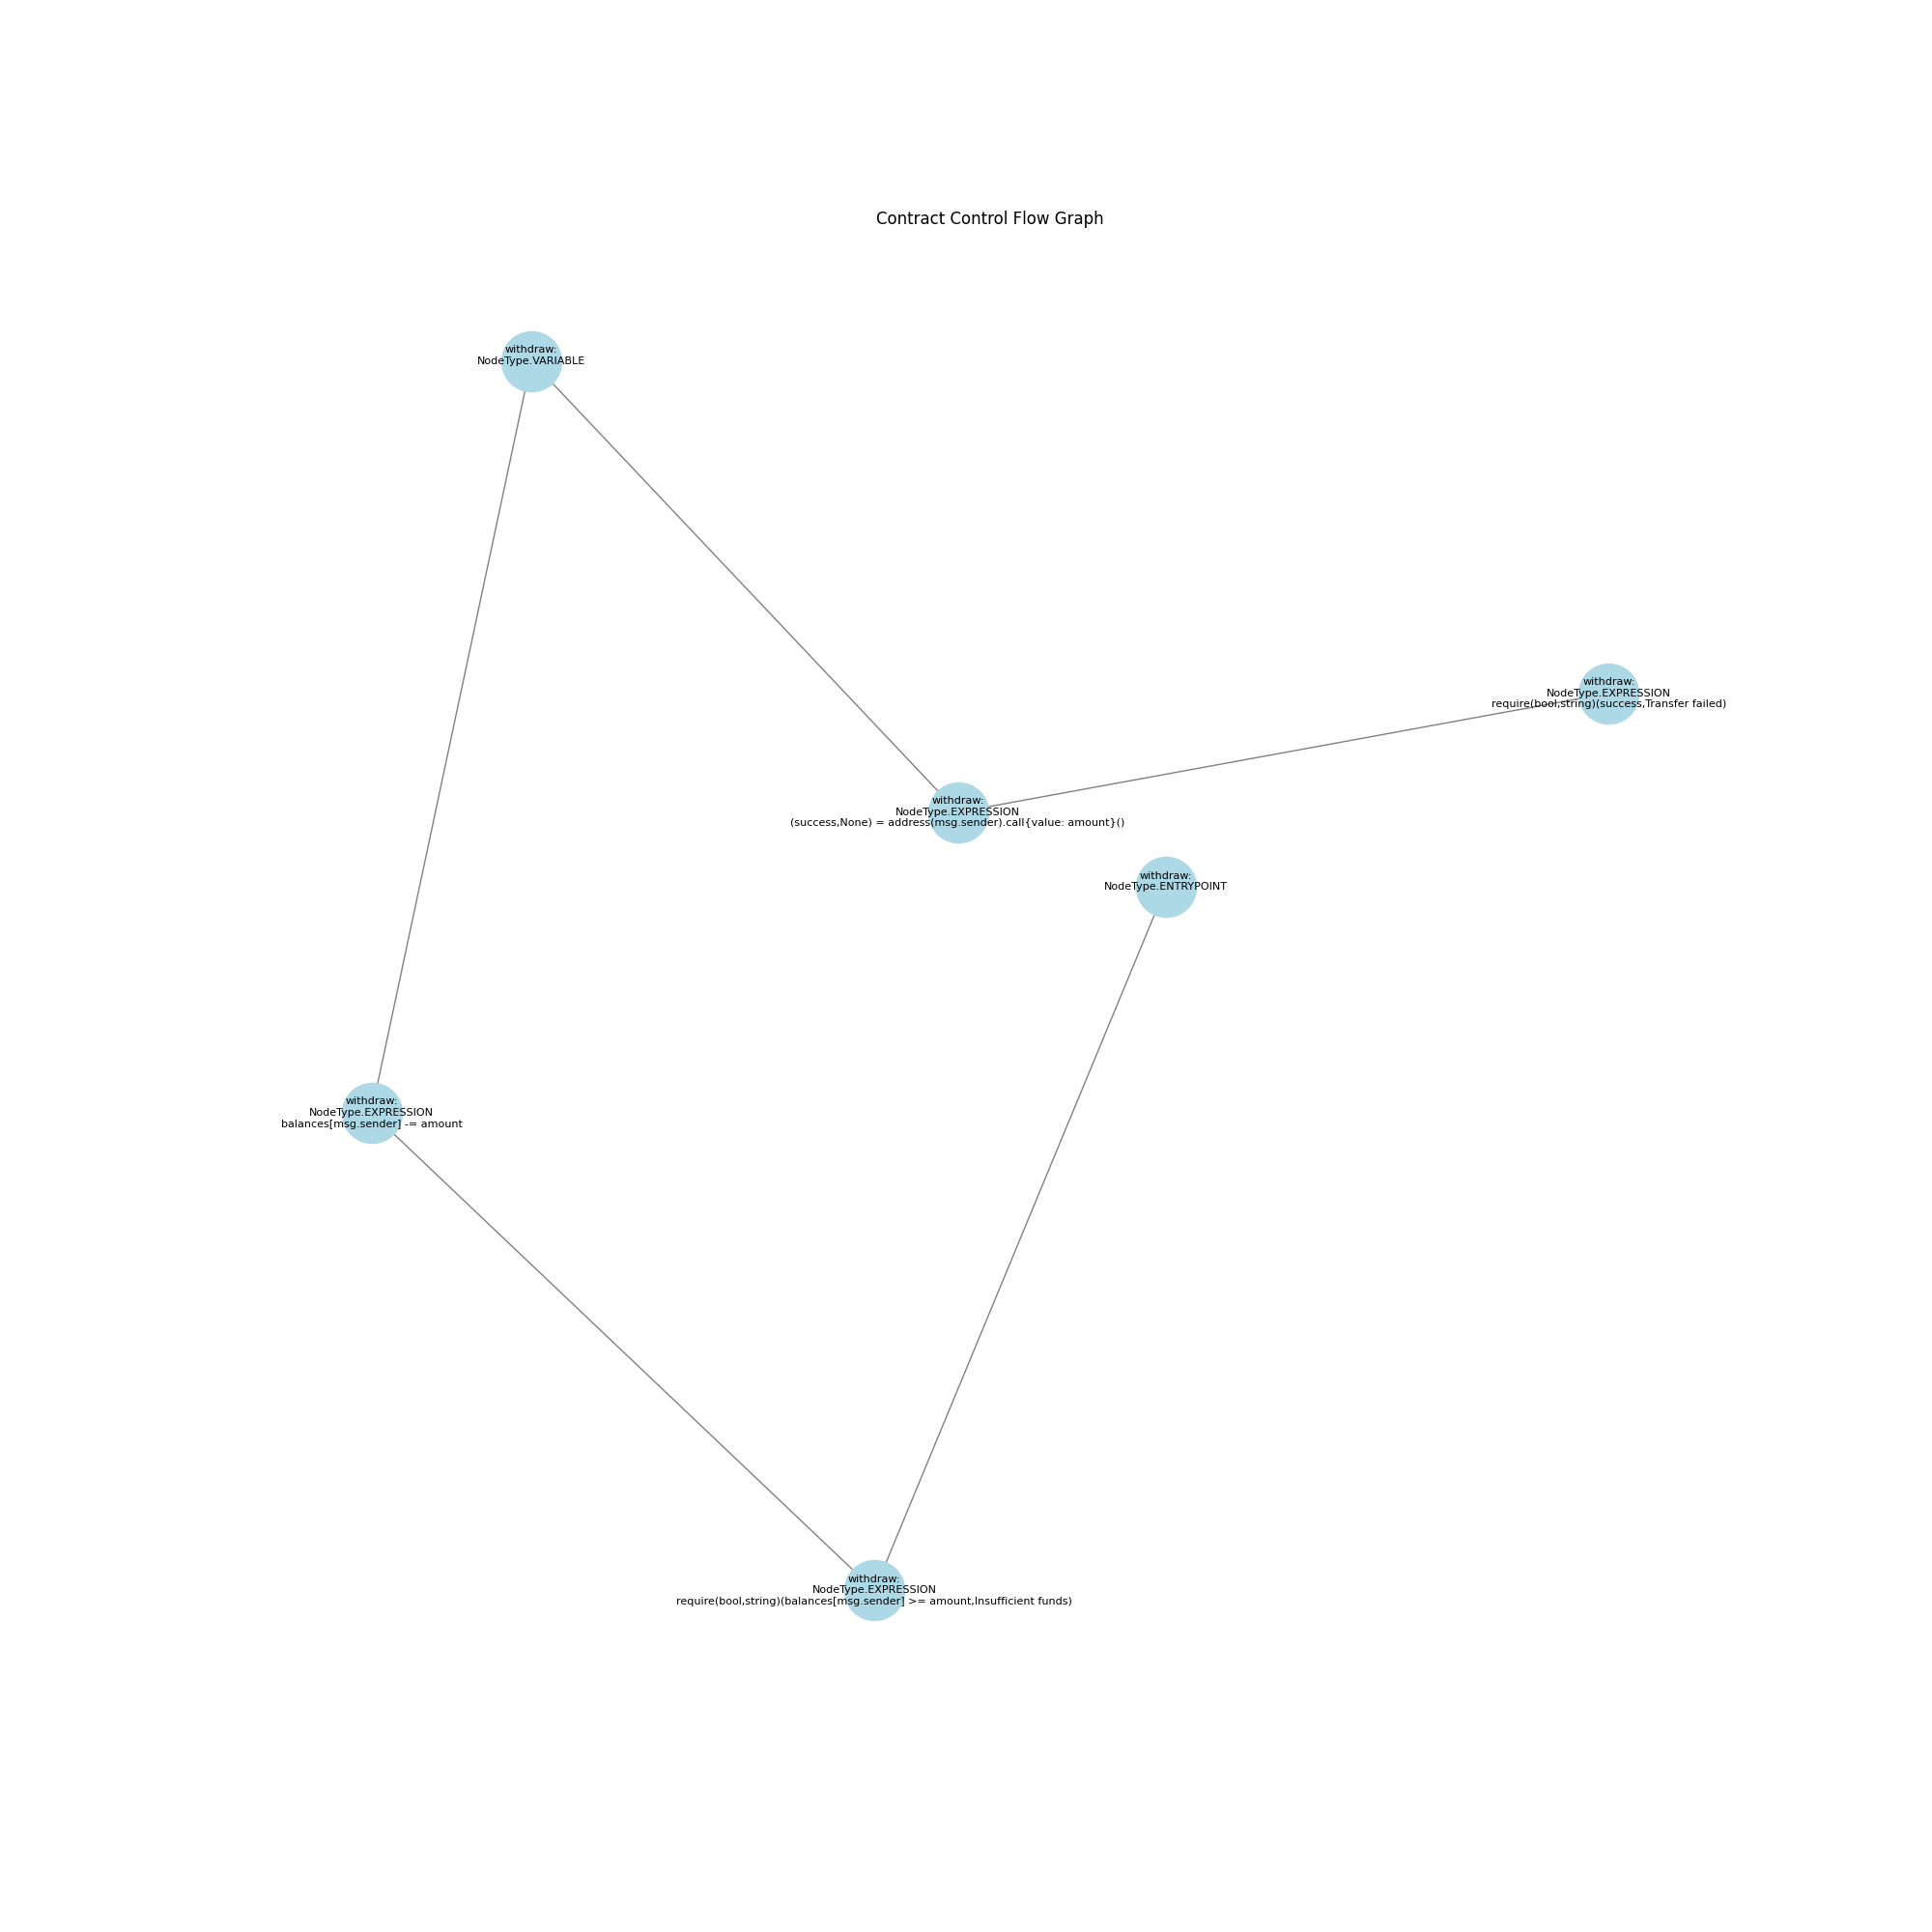 Contract Control Flow Graph
withdraw:
NodeType.VARIABLE
withdraw:
NodeType.EXPRESSION
require(bool,string)(success,Transfer failed)
withdraw:
NodeType.EXPRESSION
(success,None) = address(msg.sender).call{value: amount}()
withdraw:
NodeType.ENTRYPOINT
withdraw:
NodeType.EXPRESSION
balances[msg.sender] -= amount
withdraw:
NodeType.EXPRESSION
require(bool,string)(balances[msg.sender] >= amount,Insufficient funds)